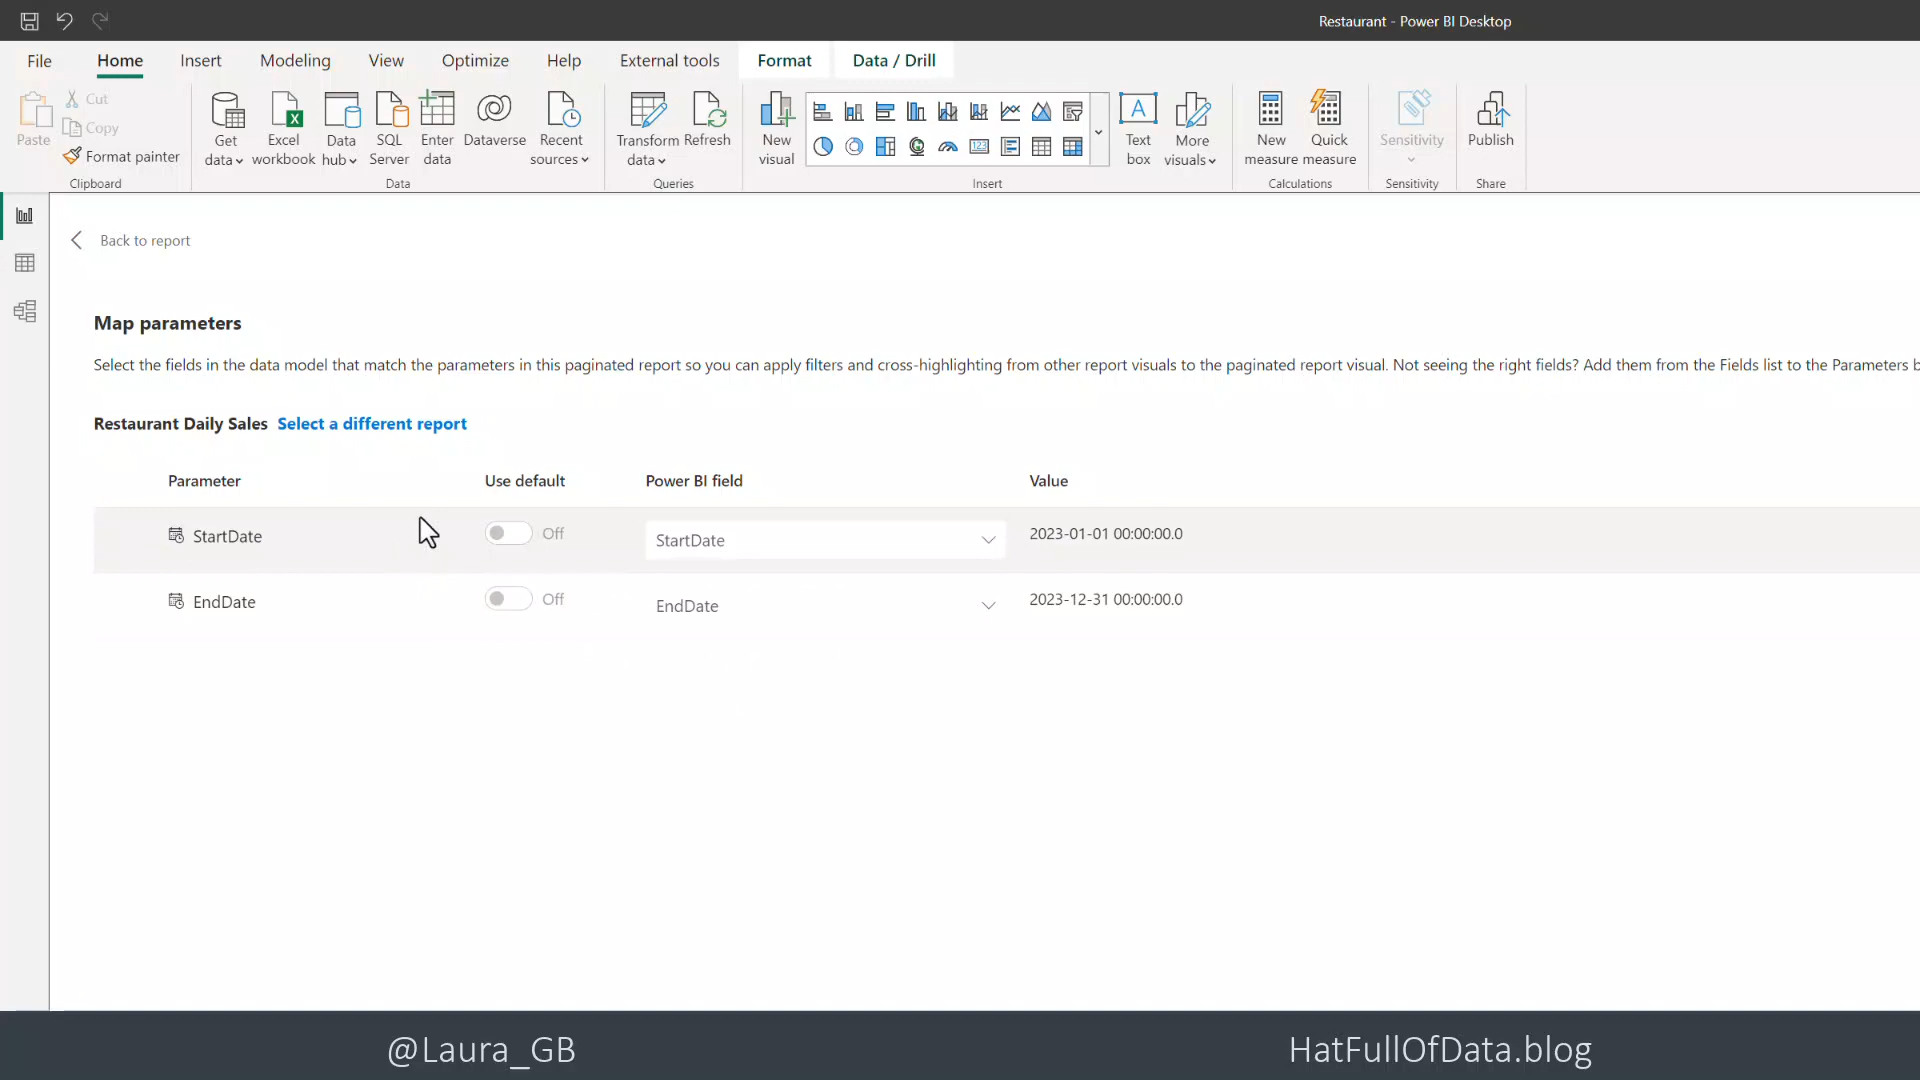 Restaurant - Power BI Desktop
File Home Insert Modeling View Optimize Help External tools Format Data / Drill
Paste
Cut
Copy
Format painter
Clipboard
Get data
Excel workbook
Data hub
SQL Server
Enter data
Dataverse
Recent sources
Data
Transform data
Refresh
Queries
New visual
123
A
Text box
More visuals
Insert
New measure
Quick measure
Calculations
Sensitivity
Sensitivity
Publish
Share
Back to report
Map parameters
Select the fields in the data model that match the parameters in this paginated report so you can apply filters and cross-highlighting from other report visuals to the paginated report visual. Not seeing the right fields? Add them from the Fields list to the Parameters b
Restaurant Daily Sales Select a different report
Parameter Use default Power BI field Value
StartDate Off StartDate 2023-01-01 00:00:00.0
EndDate Off EndDate 2023-12-31 00:00:00.0
@Laura_GB HatFullOfData.blog